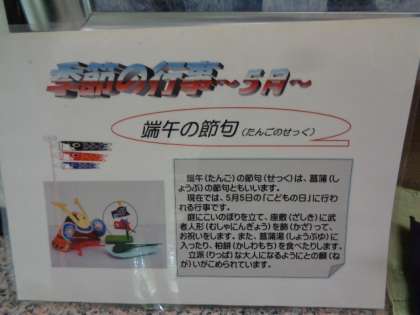 季節の行事～5月～
端午の節句（たんごのせっく）
端午（たんご）の節句（せっく）は、菖蒲（しょうぶ）の節句ともいいます。
現在では、5月5日の「こどもの日」に行われる行事です。
庭にこいのぼりを立て、座敷（ざしき）に武者人形（むしゃにんぎょう）を飾（かざ）って、お祝いをします。また、菖蒲湯（しょうぶゆ）に入ったり、柏餅（かしわもち）を食べたりします。
立派（りっぱ）な大人になるようにとの願（ねが）いがこめられています。